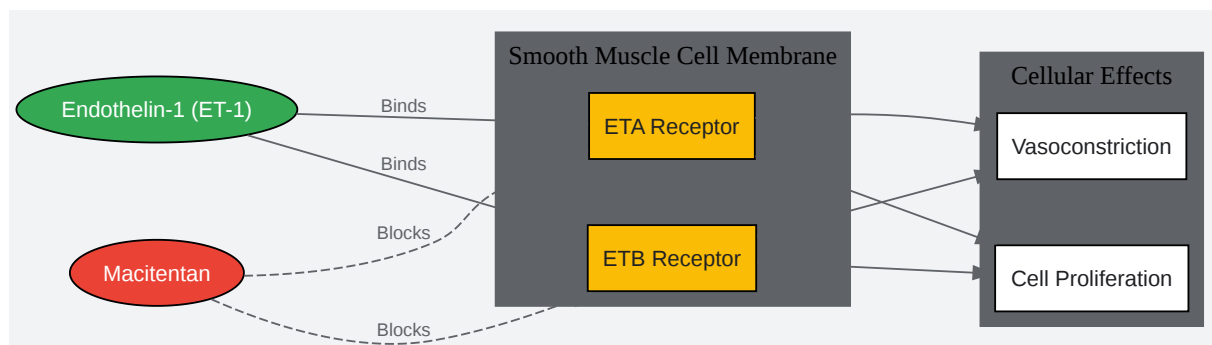 Smooth Muscle Cell Membrane
Cellular Effects
Endothelin-1 (ET-1)
Binds
ETA Receptor
Vasoconstriction
Binds
Blocks
Macitentan
ETB Receptor
Cell Proliferation
Blocks